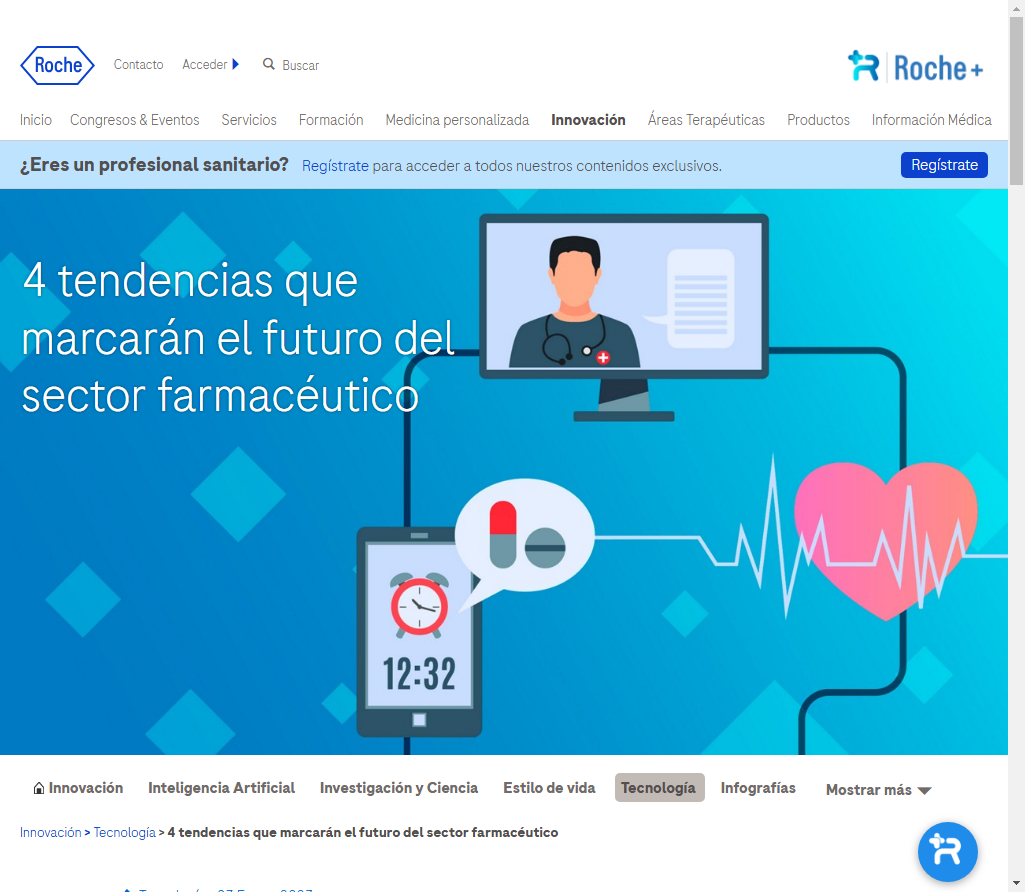 Roche
Contacto
Acceder
Buscar
Roche+
Inicio
Congresos & Eventos
Servicios
Formación
Medicina personalizada
Innovación
Áreas Terapéuticas
Productos
Información Médica
¿Eres un profesional sanitario?
Regístrate para acceder a todos nuestros contenidos exclusivos.
Regístrate
4 tendencias que
marcarán el futuro del
sector farmacéutico
12:32
Innovación
Inteligencia Artificial
Investigación y Ciencia
Estilo de vida
Tecnología
Infografías
Mostrar más
Innovación > Tecnología > 4 tendencias que marcarán el futuro del sector farmacéutico